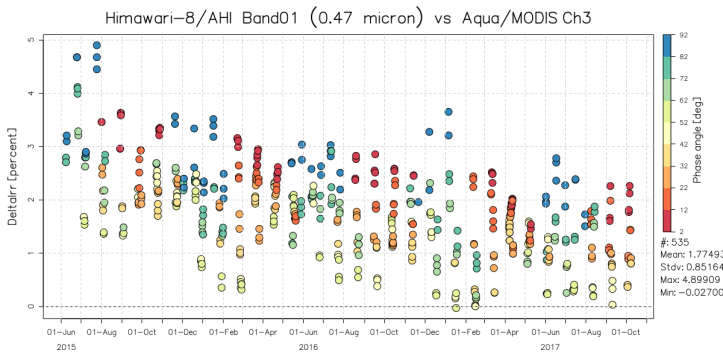 Himawari-8/AHI Band01 (0.47 micron) vs Aqua/MODIS Ch3
DeltaIrr [percent]
5
4
3
2
1
0
01-Jun 01-Aug 01-Oct 01-Dec 01-Feb 01-Apr 01-Jun 01-Aug 01-Oct 01-Dec 01-Feb 01-Apr 01-Jun 01-Aug 01-Oct
2015 2016 2017
92
82
72
62
52
42
32
22
12
2
Phase angle [deg]
#: 535
Mean: 1.77493
Stdv: 0.85164
Max: 4.89909
Min: -0.02700